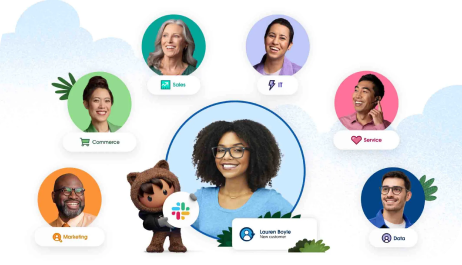 Sales
IT
Commerce
Service
Marketing
Lauren Boyle
New customer
Data